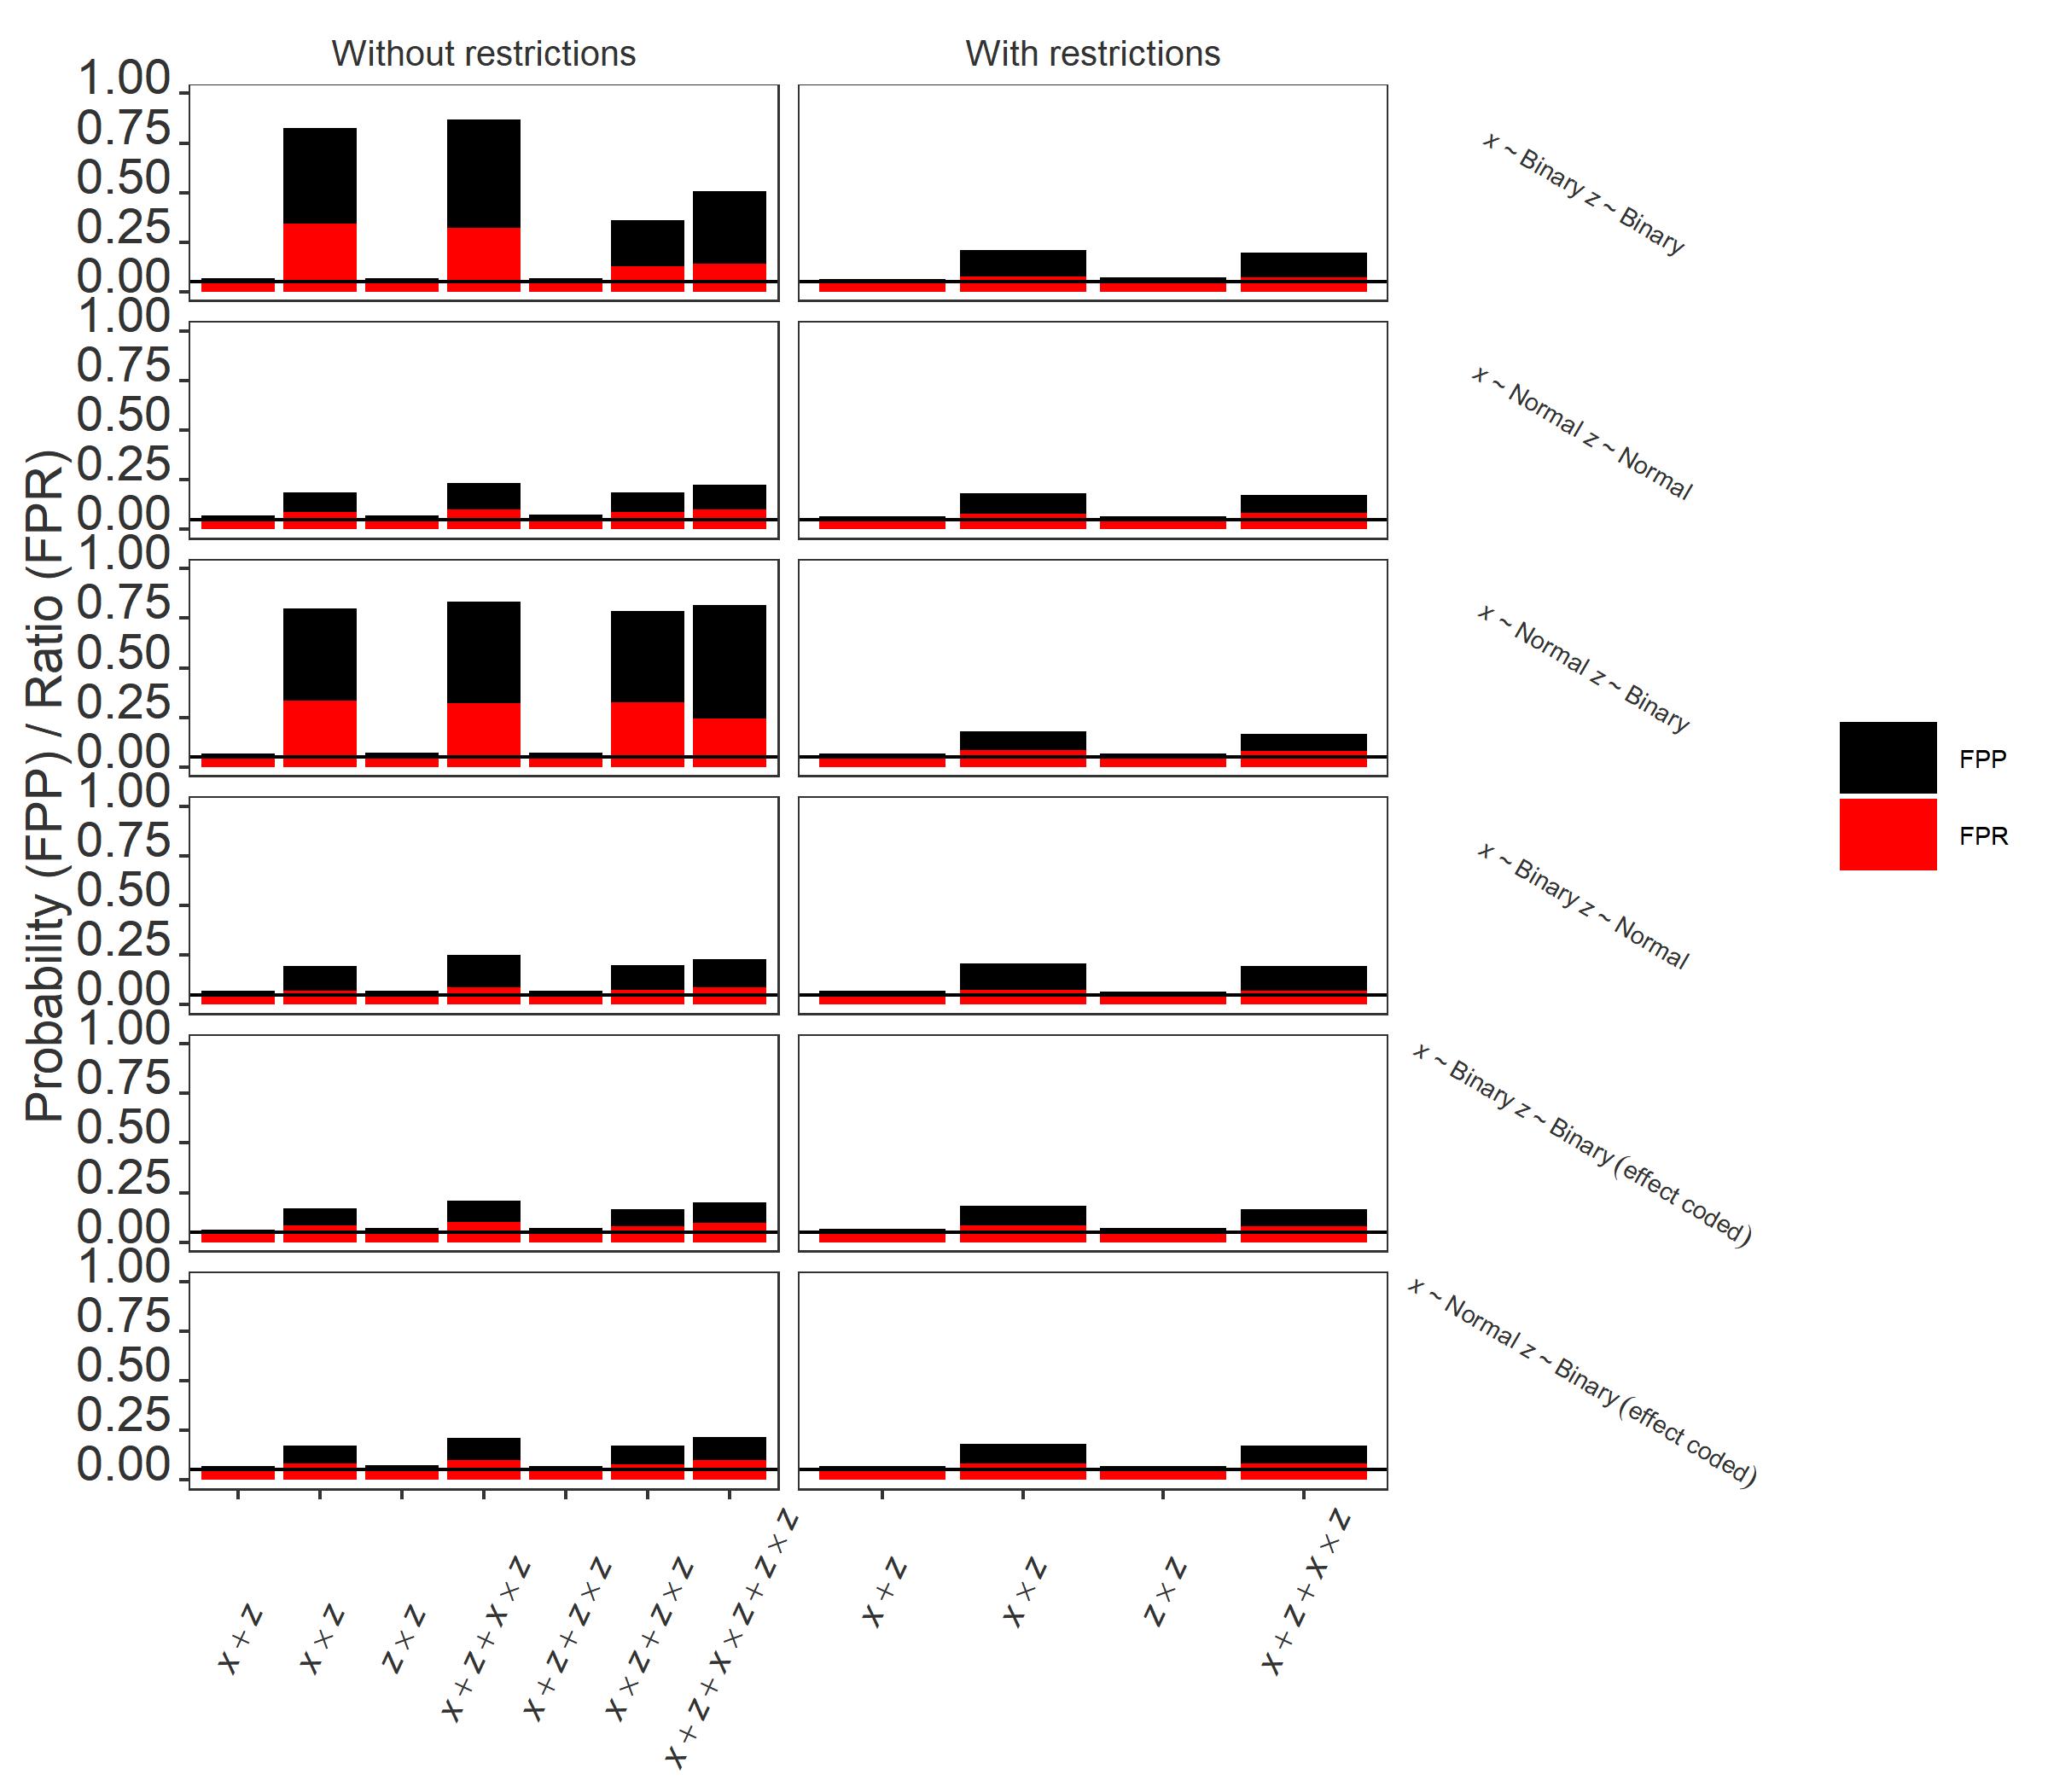 Without restrictions
With restrictions
Probability (FPP) / Ratio (FPR)
1.00
0.75
0.50
0.25
0.00
x ~ Binary z ~ Binary
1.00
0.75
0.50
0.25
0.00
x ~ Normal z ~ Normal
1.00
0.75
0.50
0.25
0.00
x ~ Normal z ~ Binary
1.00
0.75
0.50
0.25
0.00
x ~ Binary z ~ Normal
1.00
0.75
0.50
0.25
0.00
x ~ Binary z ~ Binary (effect coded)
1.00
0.75
0.50
0.25
0.00
x ~ Normal z ~ Binary (effect coded)
x + z
x × z
z × z
x + z + x × z
x + z + z × z
x × z + z × z
x + z + x × z + z × z
x + z
x × z
z × z
x + z + x × z
FPP
FPR